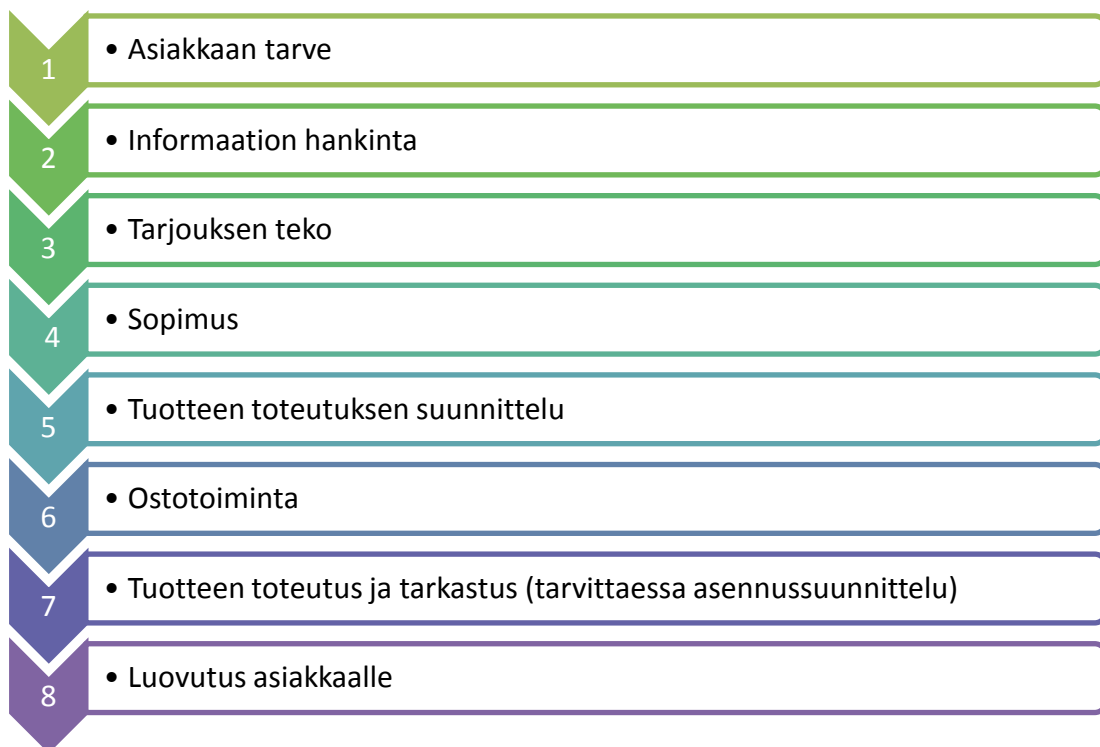 1 • Asiakkaan tarve
2 • Informaation hankinta
3 • Tarjouksen teko
4 • Sopimus
5 • Tuotteen toteutuksen suunnittelu
6 • Ostotoiminta
7 • Tuotteen toteutus ja tarkastus (tarvittaessa asennussuunnittelu)
8 • Luovutus asiakkaalle